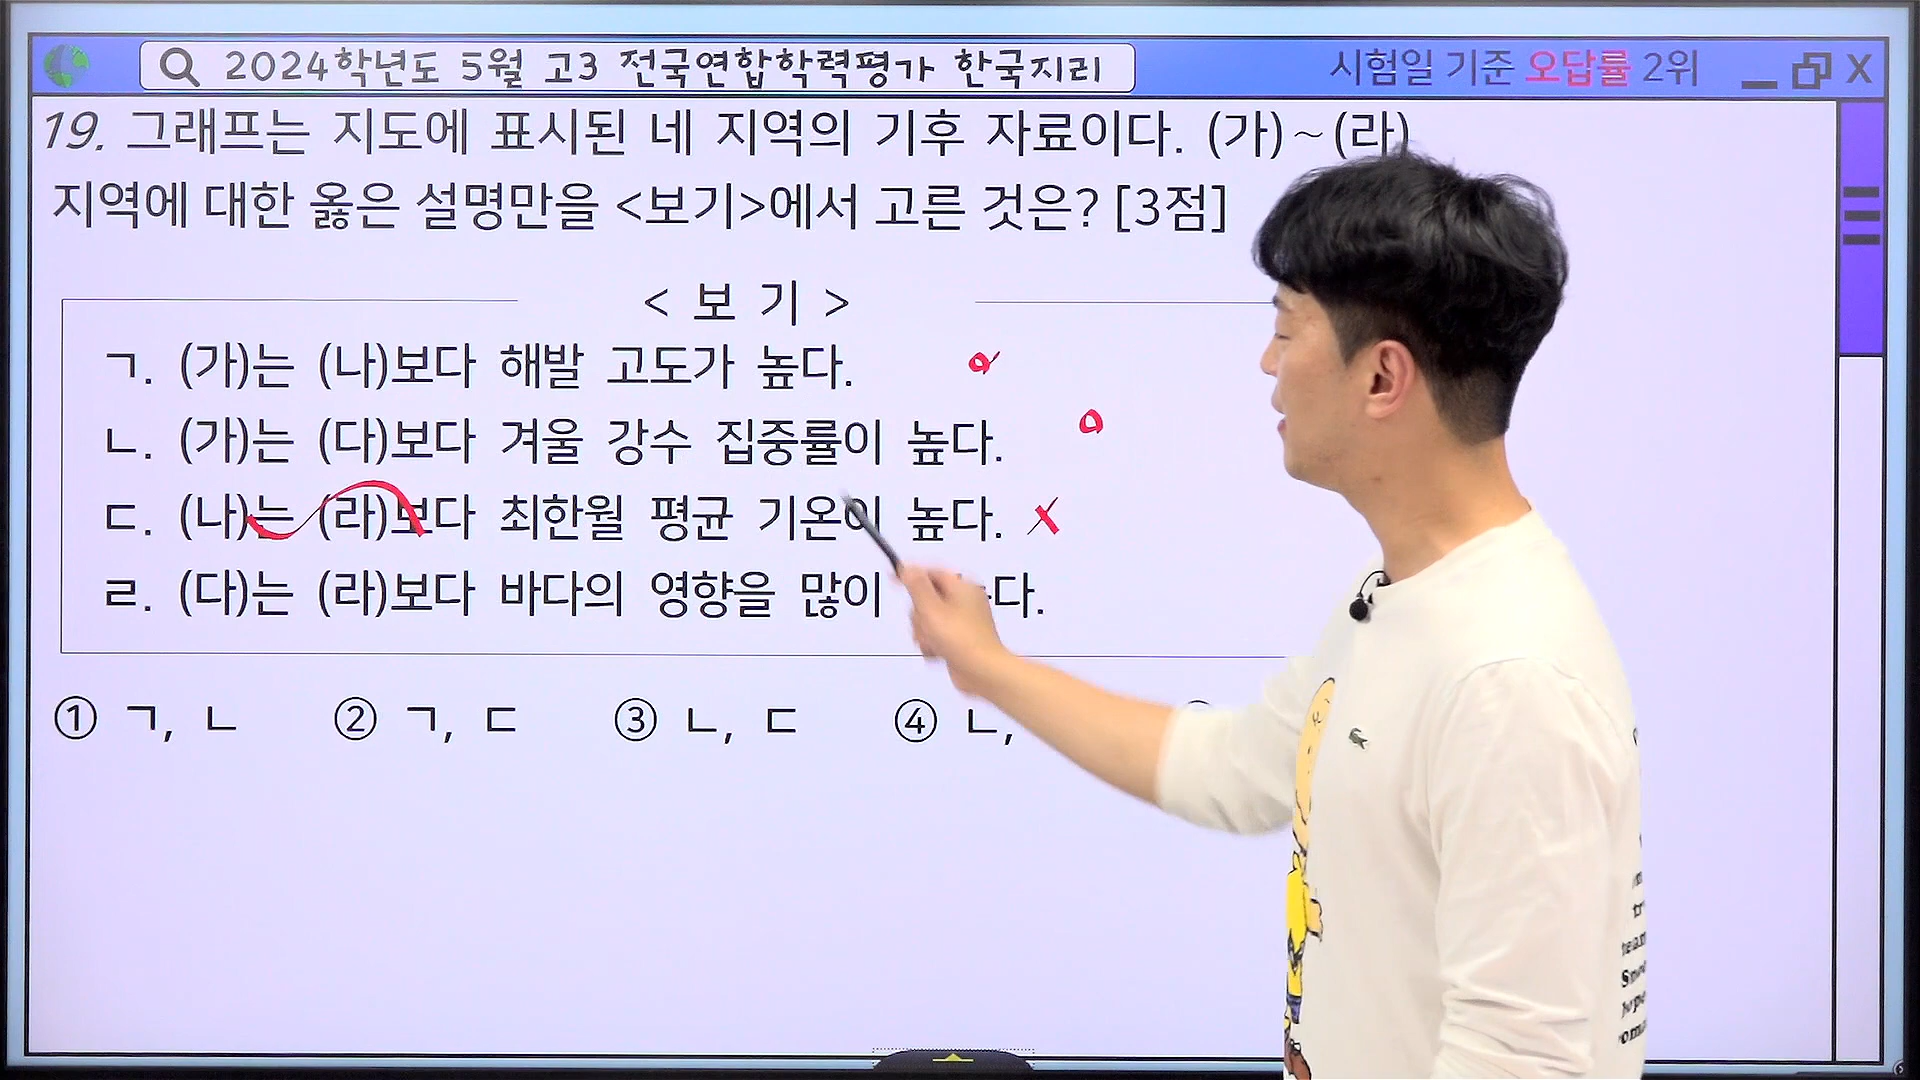 2024학년도 5월 고3 전국연합학력평가 한국지리
시험일 기준 오답률 2위
X
19. 그래프는 지도에 표시된 네 지역의 기후 자료이다. (가)~(라)
지역에 대한 옳은 설명만을 <보기>에서 고른 것은? [3점]
< 보 기 >
ㄱ. (가)는 (나)보다 해발 고도가 높다.
ㄴ. (가)는 (다)보다 겨울 강수 집중률이 높다.
ㄷ. (나)는 (라)보다 최한월 평균 기온이 높다.
ㄹ. (다)는 (라)보다 바다의 영향을 많이
① ㄱ, ㄴ ② ㄱ, ㄷ ③ ㄴ, ㄷ ④ ㄴ,